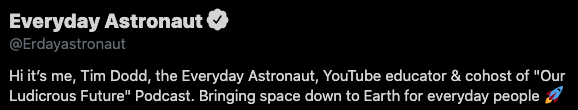 Everyday Astronaut
@Erdayastronaut
Hi it's me, Tim Dodd, the Everyday Astronaut, YouTube educator & cohost of "Our
Ludicrous Future" Podcast. Bringing space down to Earth for everyday people 🚀